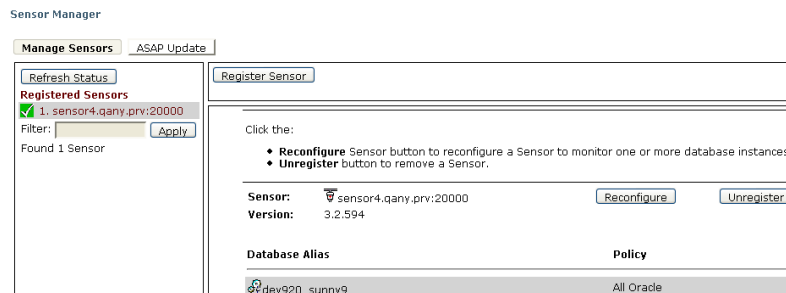 Sensor Manager
Manage Sensors
ASAP Update
Refresh Status
Registered Sensors
1. sensor4.qany.prv:20000
Filter:
Apply
Found 1 Sensor
Register Sensor
Click the:
Reconfigure Sensor button to reconfigure a Sensor to monitor one or more database instances
Unregister button to remove a Sensor.
Sensor: sensor4.qany.prv:20000
Reconfigure
Unregister
Version: 3.2.594
Database Alias Policy
dev920_sunny9 All Oracle